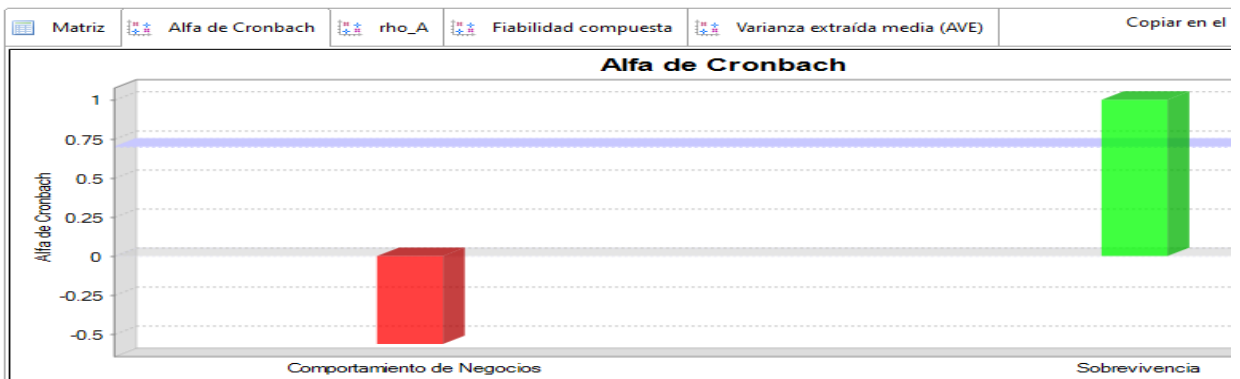 Matriz Alfa de Cronbach rho_A Fiabilidad compuesta Varianza extraída media (AVE) Copiar en el
Alfa de Cronbach
1
0.75
0.5
0.25
0
-0.25
-0.5
Alfa de Cronbach
Comportamiento de Negocios Sobrevivencia